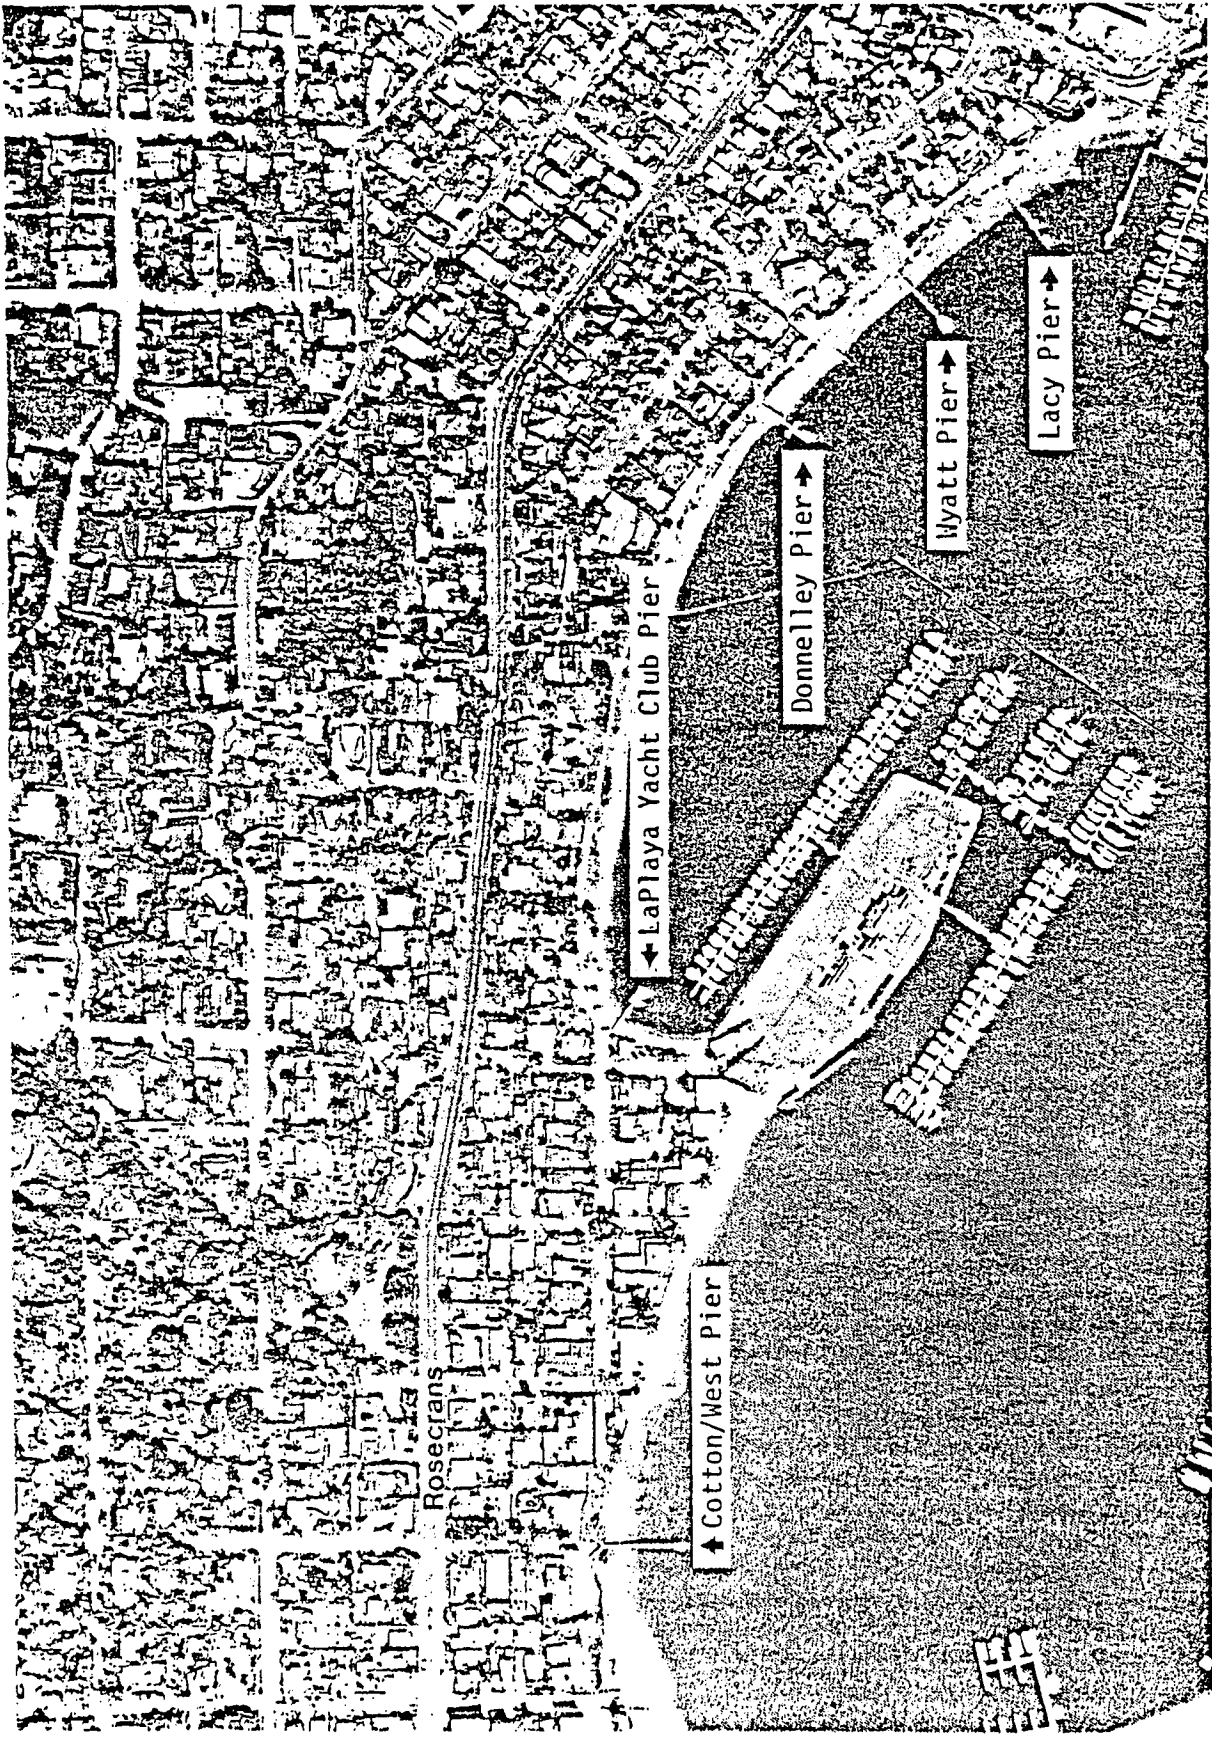 Lacy Pier →
Wyatt Pier →
Donnelley Pier →
← LaPlaya Yacht Club Pier
← Cotton/West Pier
Rosecrans